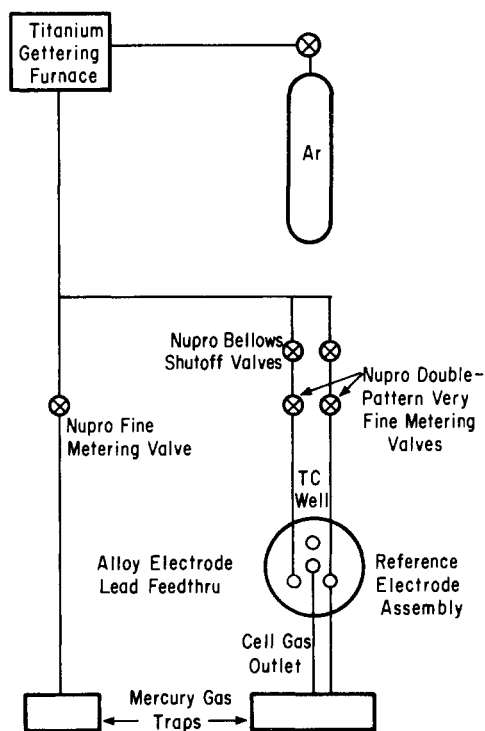 Titanium
Gettering
Furnace
Ar
Nupro Bellows
Shutoff Valves
Nupro Double-
Pattern Very
Fine Metering
Valves
Nupro Fine
Metering Valve
TC
Well
Alloy Electrode
Lead Feedthru
Reference
Electrode
Assembly
Cell Gas
Outlet
Mercury Gas
Traps